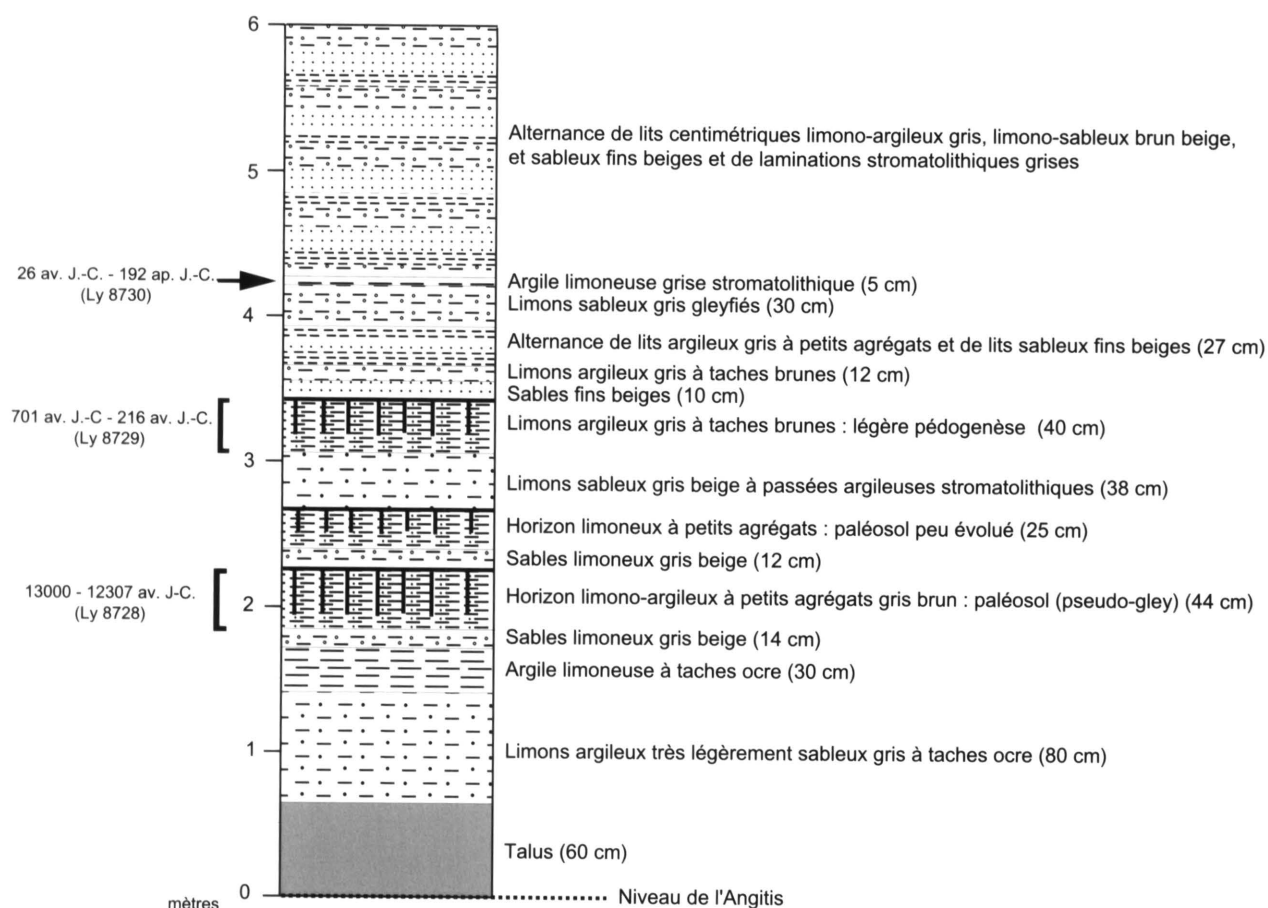 6
Alternance de lits centimétriques limono-argileux gris, limono-sableux brun beige,
et sableux fins beiges et de laminations stromatolithiques grises
5
26 av. J.-C. - 192 ap. J.-C.
(Ly 8730)
Argile limoneuse grise stromatolithique (5 cm)
Limons sableux gris gleyfiés (30 cm)
4
Alternance de lits argileux gris à petits agrégats et de lits sableux fins beiges (27 cm)
Limons argileux gris à taches brunes (12 cm)
Sables fins beiges (10 cm)
701 av. J.-C - 216 av. J.-C.
(Ly 8729)
Limons argileux gris à taches brunes : légère pédogenèse (40 cm)
3
Limons sableux gris beige à passées argileuses stromatolithiques (38 cm)
Horizon limoneux à petits agrégats : paléosol peu évolué (25 cm)
Sables limoneux gris beige (12 cm)
13000 - 12307 av. J-C.
(Ly 8728)
2
Horizon limono-argileux à petits agrégats gris brun : paléosol (pseudo-gley) (44 cm)
Sables limoneux gris beige (14 cm)
Argile limoneuse à taches ocre (30 cm)
1
Limons argileux très légèrement sableux gris à taches ocre (80 cm)
Talus (60 cm)
0
mètres
Niveau de l'Angitis